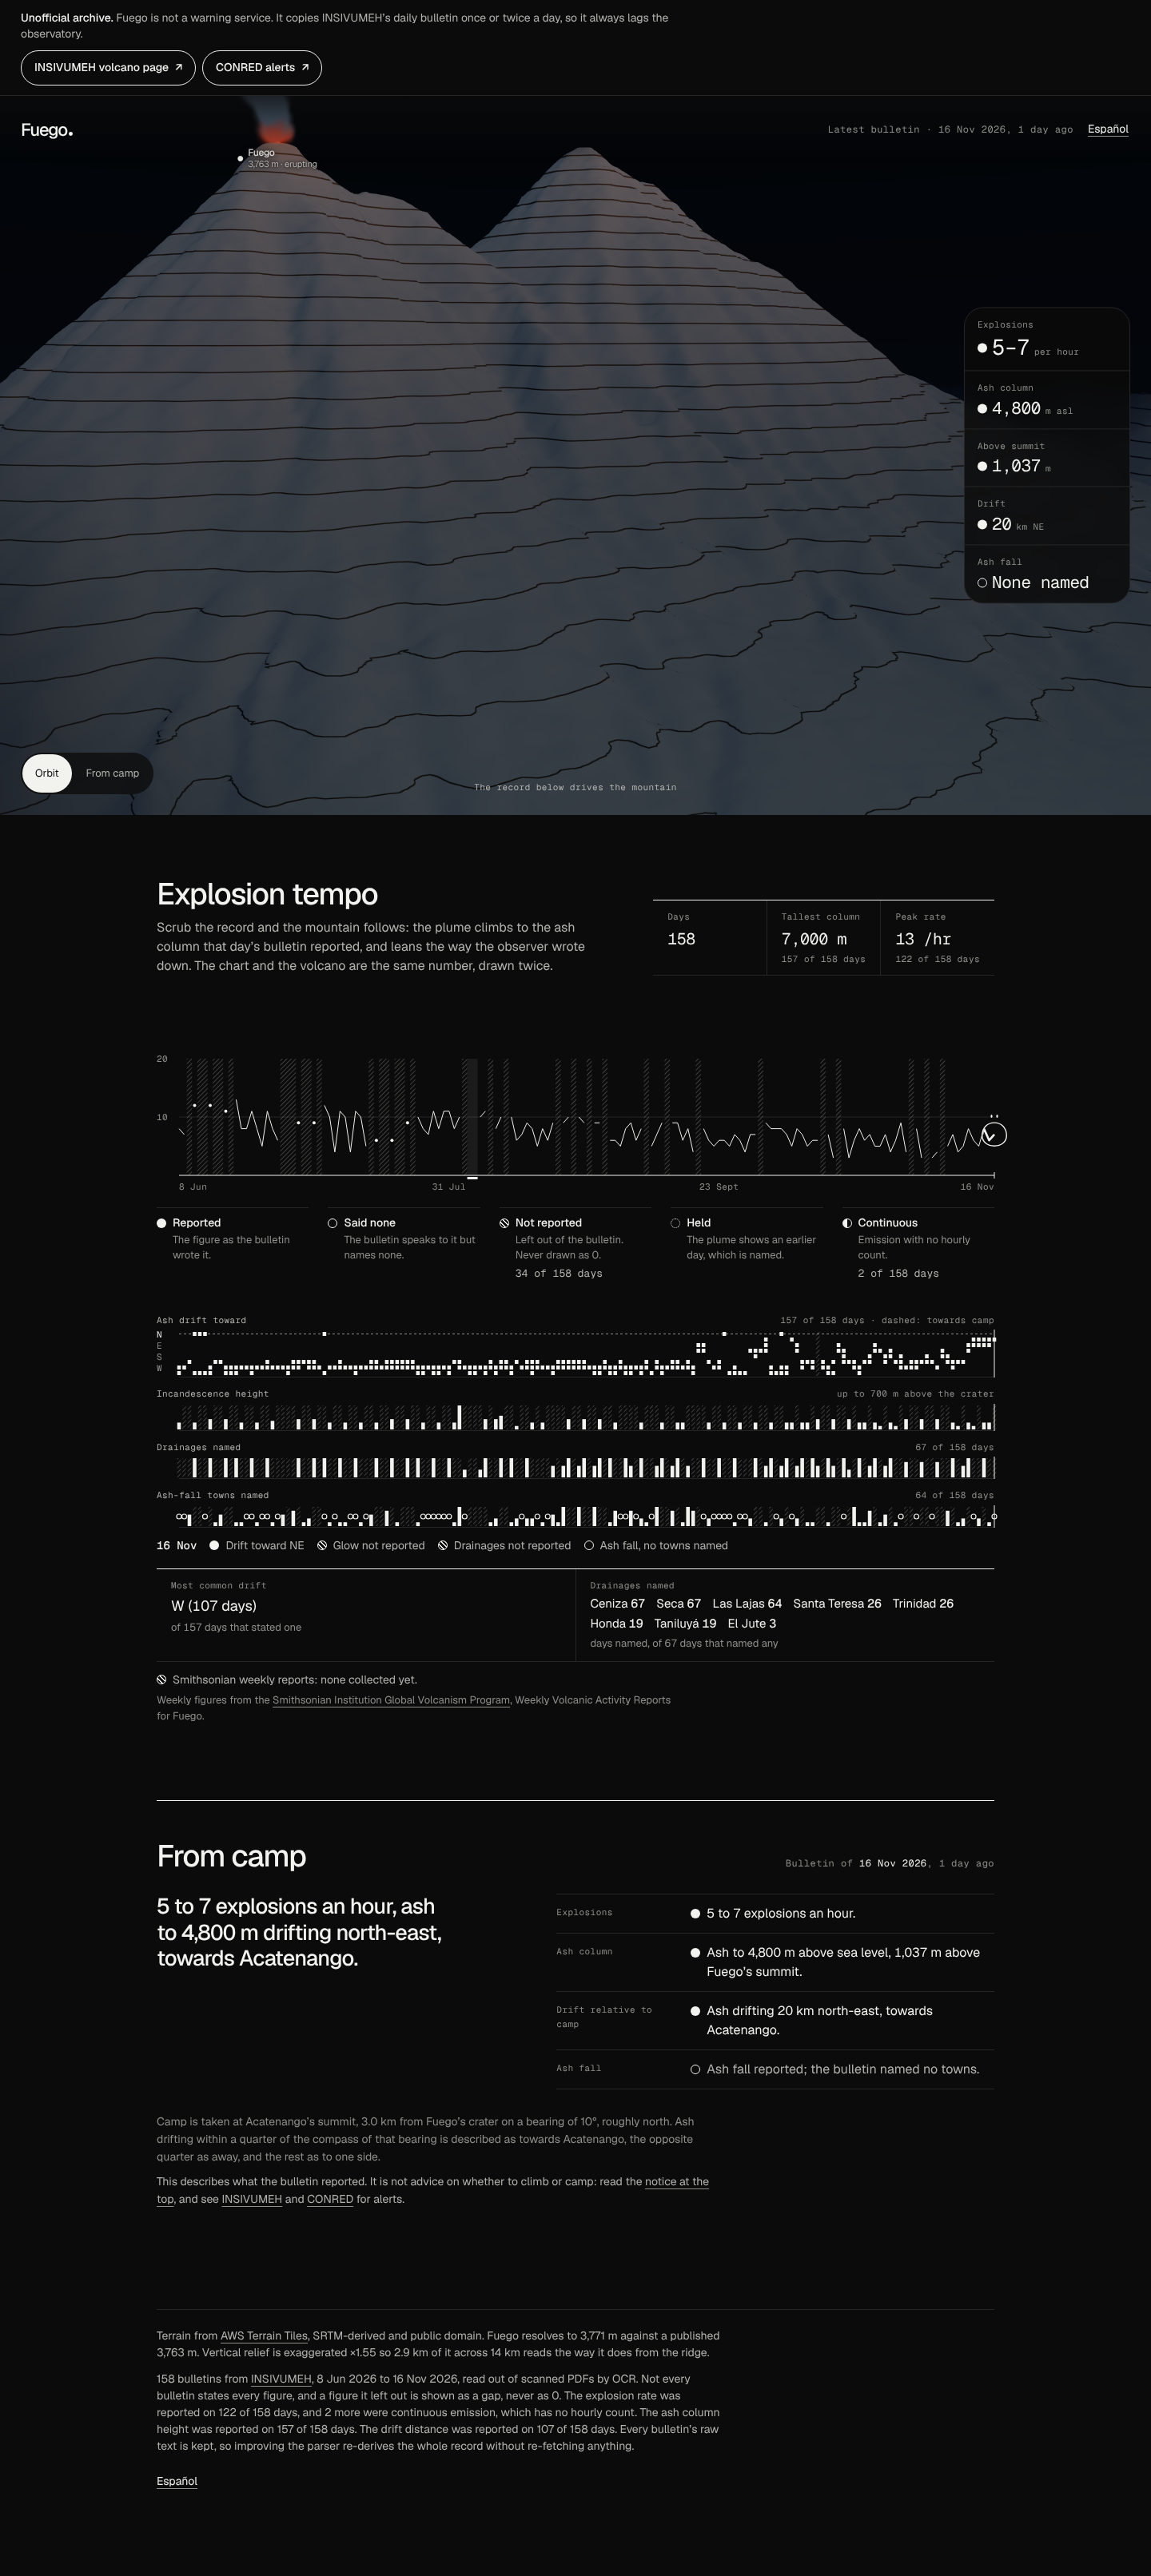 Unofficial archive. Fuego is not a warning service. It copies INSIVUMEH's daily bulletin once or twice a day, so it always lags the
observatory.
INSIVUMEH volcano page ↗
CONRED alerts ↗
Fuego.
Latest bulletin · 16 Nov 2026, 1 day ago
Español
Fuego
3,763 m · erupting
Explosions
5–7 per hour
Ash column
4,800 m asl
Above summit
1,037 m
Drift
20 km NE
Ash fall
None named
Orbit
From camp
The record below drives the mountain
Explosion tempo
Scrub the record and the mountain follows: the plume climbs to the ash
column that day's bulletin reported, and leans the way the observer wrote
down. The chart and the volcano are the same number, drawn twice.
Days
158
Tallest column
7,000 m
157 of 158 days
Peak rate
13 /hr
122 of 158 days
20
10
8 Jun
31 Jul
23 Sept
16 Nov
Reported
The figure as the bulletin
wrote it.
Said none
The bulletin speaks to it but
names none.
Not reported
Left out of the bulletin.
Never drawn as 0.
34 of 158 days
Held
The plume shows an earlier
day, which is named.
Continuous
Emission with no hourly
count.
2 of 158 days
Ash drift toward
157 of 158 days · dashed: towards camp
N
E
S
W
Incandescence height
up to 700 m above the crater
Drainages named
67 of 158 days
Ash-fall towns named
64 of 158 days
16 Nov
Drift toward NE
Glow not reported
Drainages not reported
Ash fall, no towns named
Most common drift
W (107 days)
of 157 days that stated one
Drainages named
Ceniza 67 Seca 67 Las Lajas 64 Santa Teresa 26 Trinidad 26
Honda 19 Taniluyá 19 El Jute 3
days named, of 67 days that named any
Smithsonian weekly reports: none collected yet.
Weekly figures from the Smithsonian Institution Global Volcanism Program, Weekly Volcanic Activity Reports
for Fuego.
From camp
Bulletin of 16 Nov 2026, 1 day ago
5 to 7 explosions an hour, ash
to 4,800 m drifting north-east,
towards Acatenango.
Explosions
5 to 7 explosions an hour.
Ash column
Ash to 4,800 m above sea level, 1,037 m above
Fuego's summit.
Drift relative to
camp
Ash drifting 20 km north-east, towards
Acatenango.
Ash fall
Ash fall reported; the bulletin named no towns.
Camp is taken at Acatenango's summit, 3.0 km from Fuego's crater on a bearing of 10°, roughly north. Ash
drifting within a quarter of the compass of that bearing is described as towards Acatenango, the opposite
quarter as away, and the rest as to one side.
This describes what the bulletin reported. It is not advice on whether to climb or camp: read the notice at the
top, and see INSIVUMEH and CONRED for alerts.
Terrain from AWS Terrain Tiles, SRTM-derived and public domain. Fuego resolves to 3,771 m against a published
3,763 m. Vertical relief is exaggerated ×1.55 so 2.9 km of it across 14 km reads the way it does from the ridge.
158 bulletins from INSIVUMEH, 8 Jun 2026 to 16 Nov 2026, read out of scanned PDFs by OCR. Not every
bulletin states every figure, and a figure it left out is shown as a gap, never as 0. The explosion rate was
reported on 122 of 158 days, and 2 more were continuous emission, which has no hourly count. The ash column
height was reported on 157 of 158 days. The drift distance was reported on 107 of 158 days. Every bulletin's raw
text is kept, so improving the parser re-derives the whole record without re-fetching anything.
Español